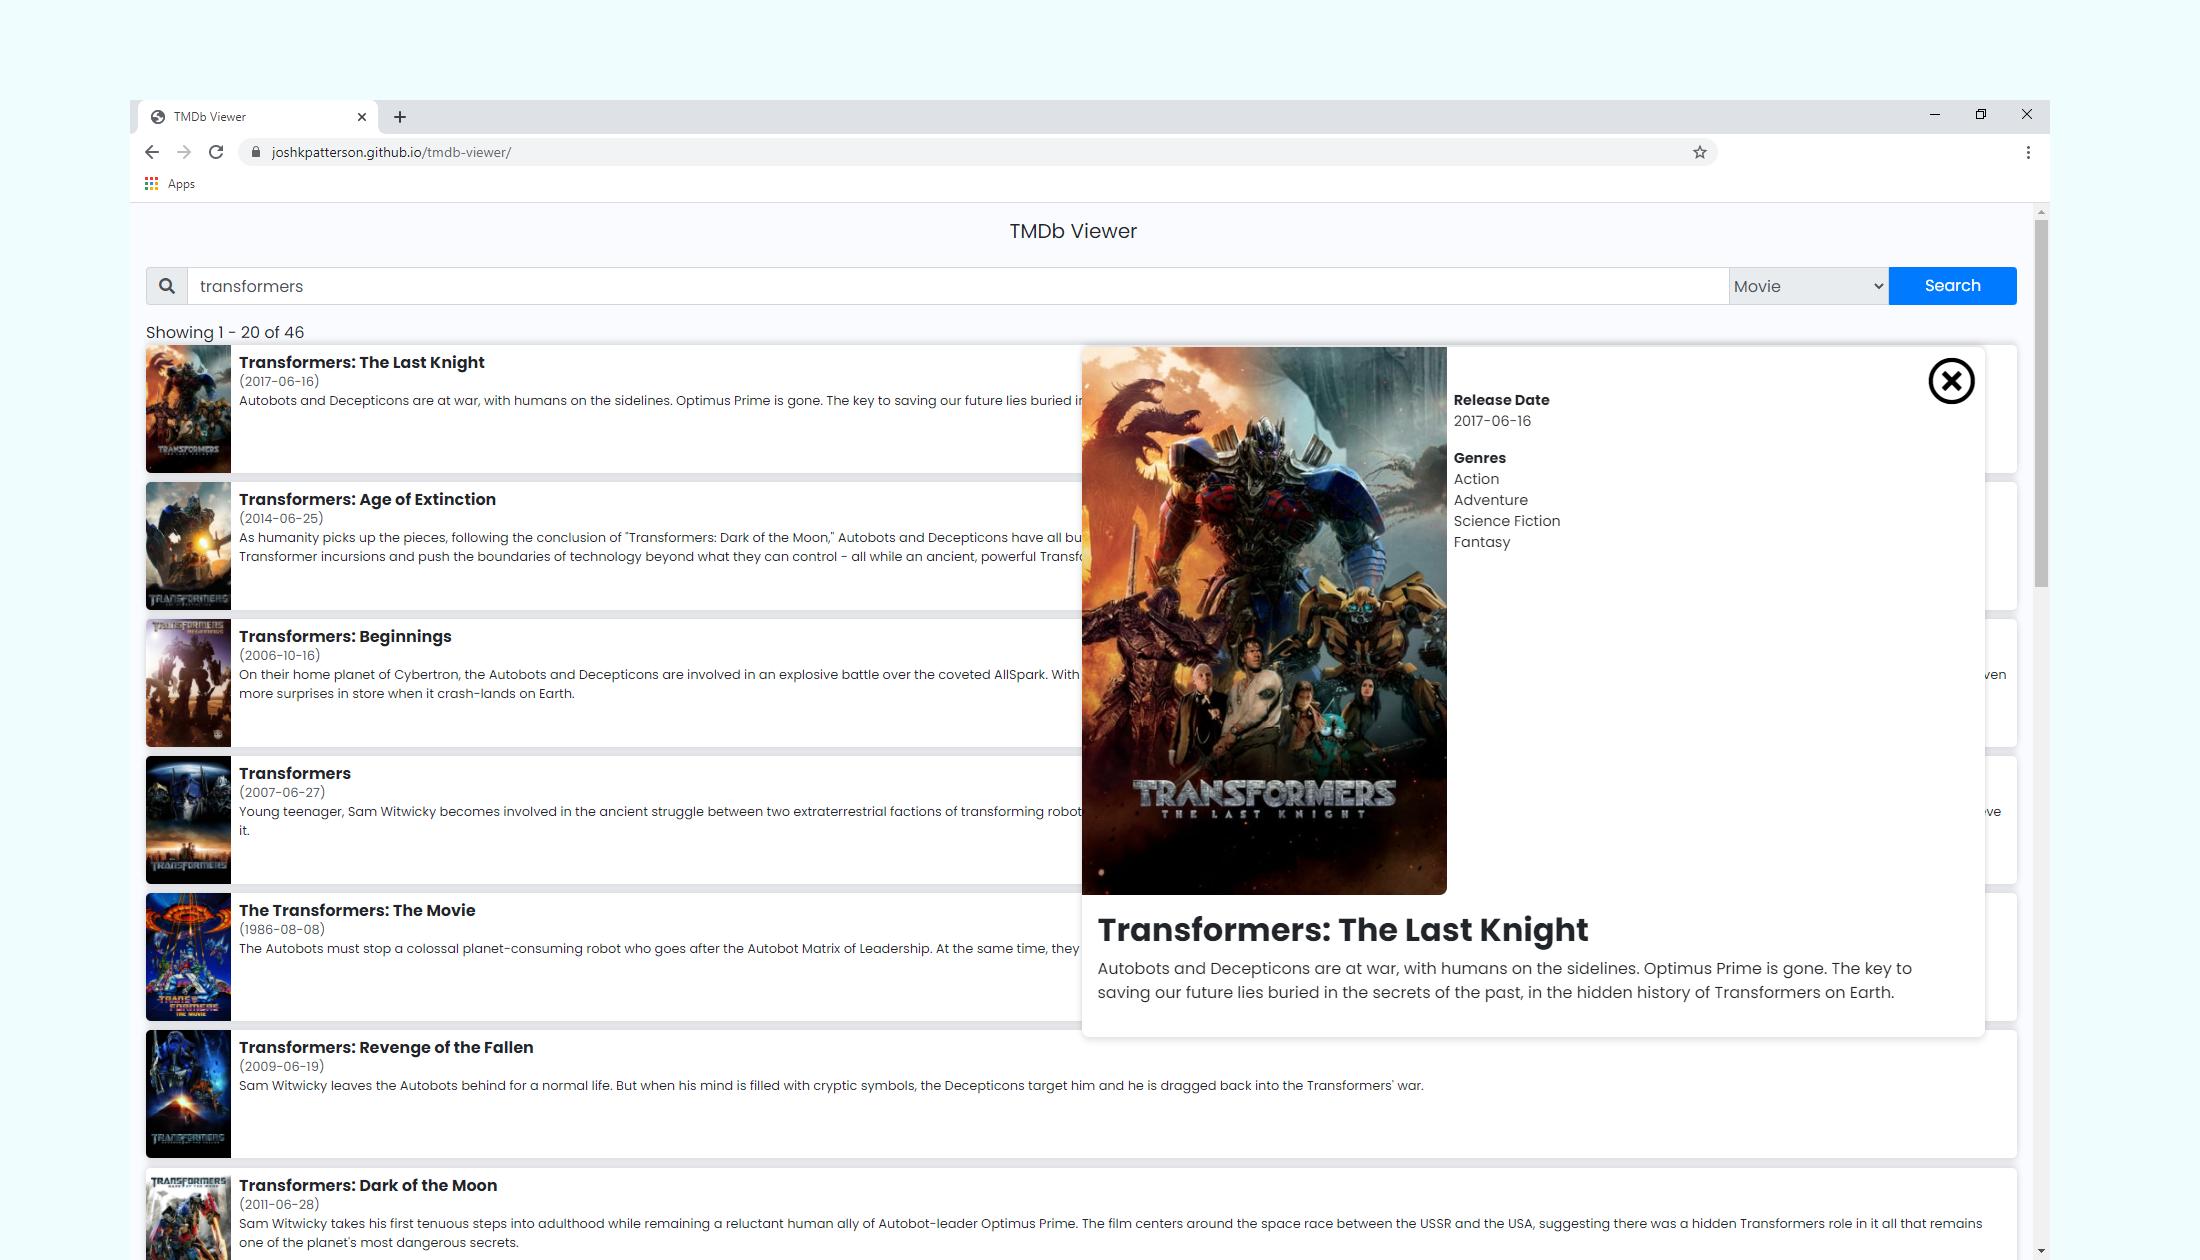 TMDb Viewer
joshkpatterson.github.io/tmdb-viewer/
Apps
TMDb Viewer
transformers
Movie
Search
Showing 1 - 20 of 46
Transformers: The Last Knight
(2017-06-16)
Autobots and Decepticons are at war, with humans on the sidelines. Optimus Prime is gone. The key to saving our future lies buried
TRANSFORMERS
THE LAST KNIGHT
Transformers: Age of Extinction
(2014-06-25)
As humanity picks up the pieces, following the conclusion of "Transformers: Dark of the Moon," Autobots and Decepticons have all
Transformer incursions and push the boundaries of technology beyond what they can control - all while an ancient, powerful
TRANSFORMERS
TRANSFORMERS
BEGINNINGS
Transformers: Beginnings
(2006-10-16)
On their home planet of Cybertron, the Autobots and Decepticons are involved in an explosive battle over the coveted AllSpark. With
more surprises in store when it crash-lands on Earth.
Transformers
(2007-06-27)
Young teenager, Sam Witwicky becomes involved in the ancient struggle between two extraterrestrial factions of transforming
it.
TRANSFORMERS
The Transformers: The Movie
(1986-08-08)
The Autobots must stop a colossal planet-consuming robot who goes after the Autobot Matrix of Leadership. At the same time, they
TRANSFORMERS
THE MOVIE
Release Date
2017-06-16
Genres
Action
Adventure
Science Fiction
Fantasy
TRANSFORMERS
THE LAST KNIGHT
Transformers: The Last Knight
Autobots and Decepticons are at war, with humans on the sidelines. Optimus Prime is gone. The key to
saving our future lies buried in the secrets of the past, in the hidden history of Transformers on Earth.
Transformers: Revenge of the Fallen
(2009-06-19)
Sam Witwicky leaves the Autobots behind for a normal life. But when his mind is filled with cryptic symbols, the Decepticons target him and he is dragged back into the Transformers' war.
TRANSFORMERS
TRANSFORMERS
Transformers: Dark of the Moon
(2011-06-28)
Sam Witwicky takes his first tenuous steps into adulthood while remaining a reluctant human ally of Autobot-leader Optimus Prime. The film centers around the space race between the USSR and the USA, suggesting there was a hidden Transformers role in it all that remains
one of the planet's most dangerous secrets.